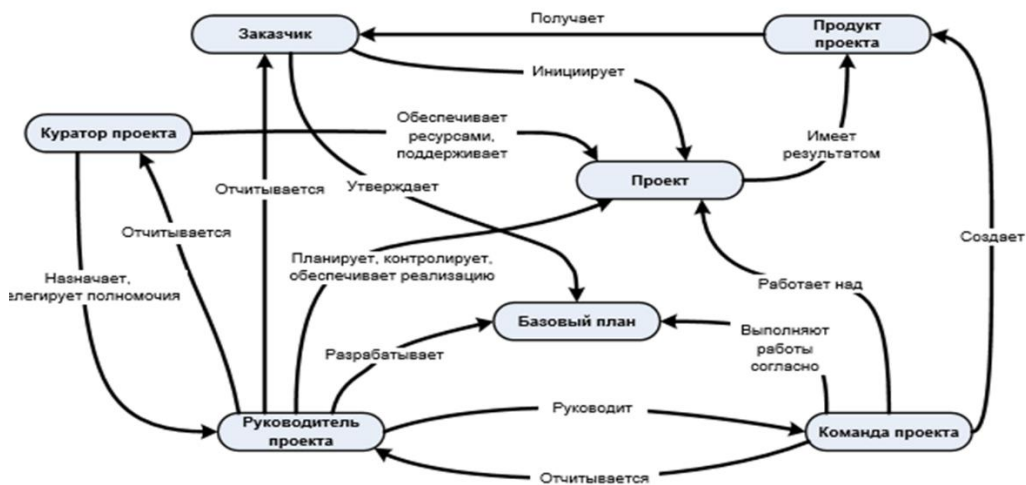 Получает
Заказчик
Продукт
проекта
Инициирует
Куратор проекта
Обеспечивает
ресурсами,
поддерживает
Имеет
результатом
Проект
Отчитывается
Утверждает
Отчитывается
Создает
Планирует, контролирует,
обеспечивает реализацию
Назначает,
елегирует полномочия
Работает над
Базовый план
Выполняют
работы
согласно
Разрабатывает
Руководитель
проекта
Руководит
Команда проекта
Отчитывается